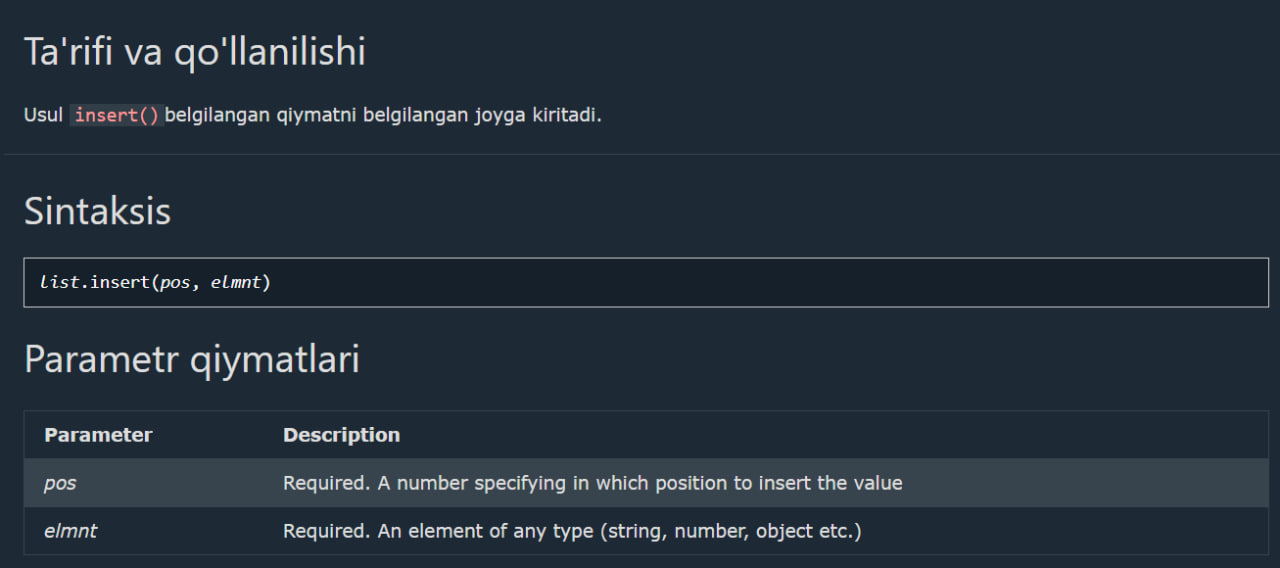 Ta'rifi va qo'llanilishi
Usul insert() belgilangan qiymatni belgilangan joyga kiritadi.
Sintaksis
list.insert(pos, elmnt)
Parametr qiymatlari
Parameter Description
pos Required. A number specifying in which position to insert the value
elmnt Required. An element of any type (string, number, object etc.)